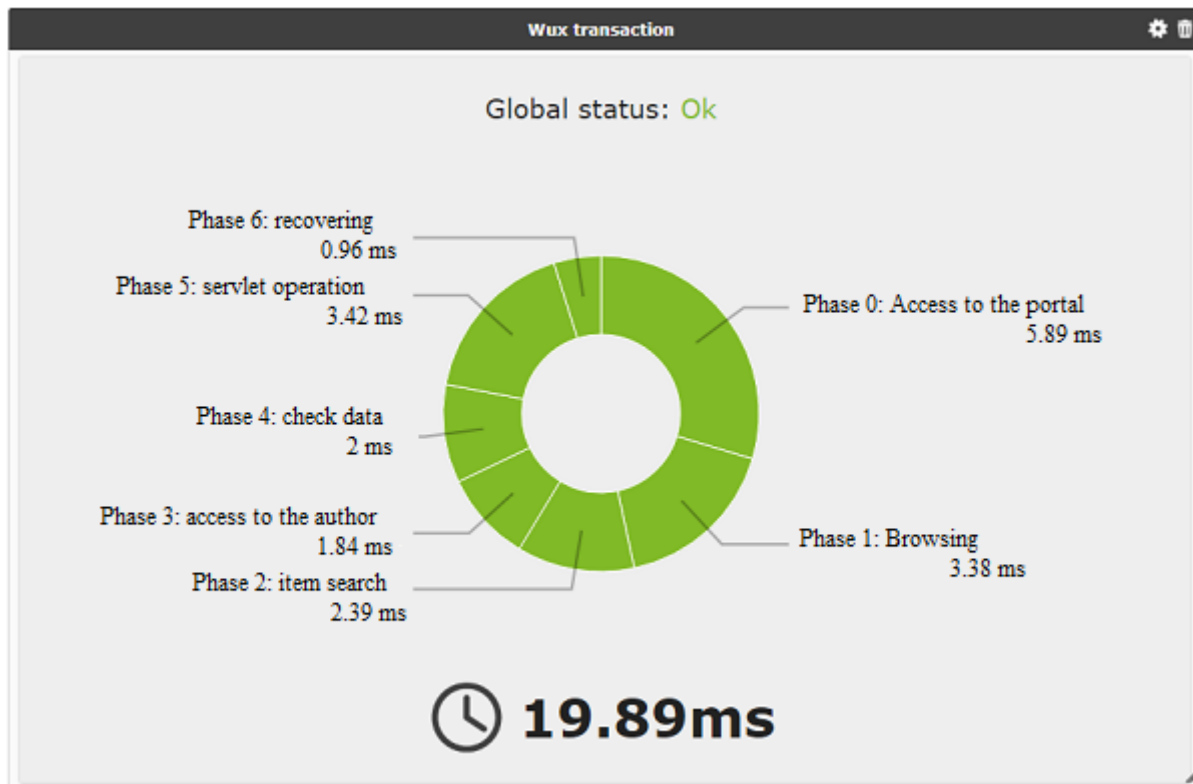 Wux transaction
Global status: Ok
Phase 6: recovering
0.96 ms
Phase 5: servlet operation
3.42 ms
Phase 0: Access to the portal
5.89 ms
Phase 4: check data
2 ms
Phase 3: access to the author
1.84 ms
Phase 1: Browsing
3.38 ms
Phase 2: item search
2.39 ms
19.89ms